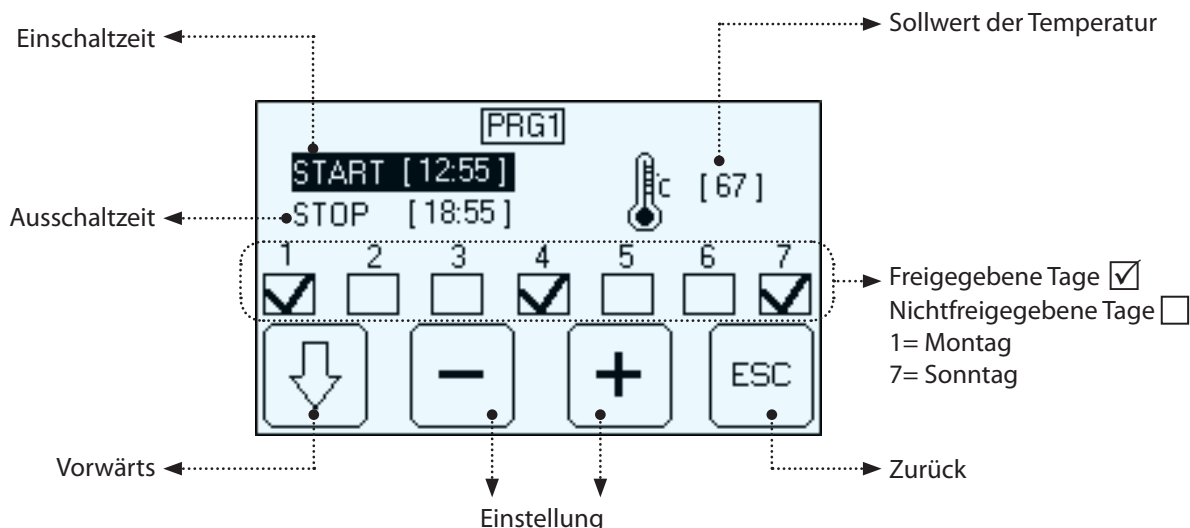 Einschaltzeit
Sollwert der Temperatur
PRG1
START [ 12:55 ]
°C [ 67 ]
Ausschaltzeit
STOP [ 18:55 ]
1 2 3 4 5 6 7
Freigegebene Tage
Nichtfreigegebene Tage
1= Montag
7= Sonntag
ESC
Vorwärts
Zurück
Einstellung